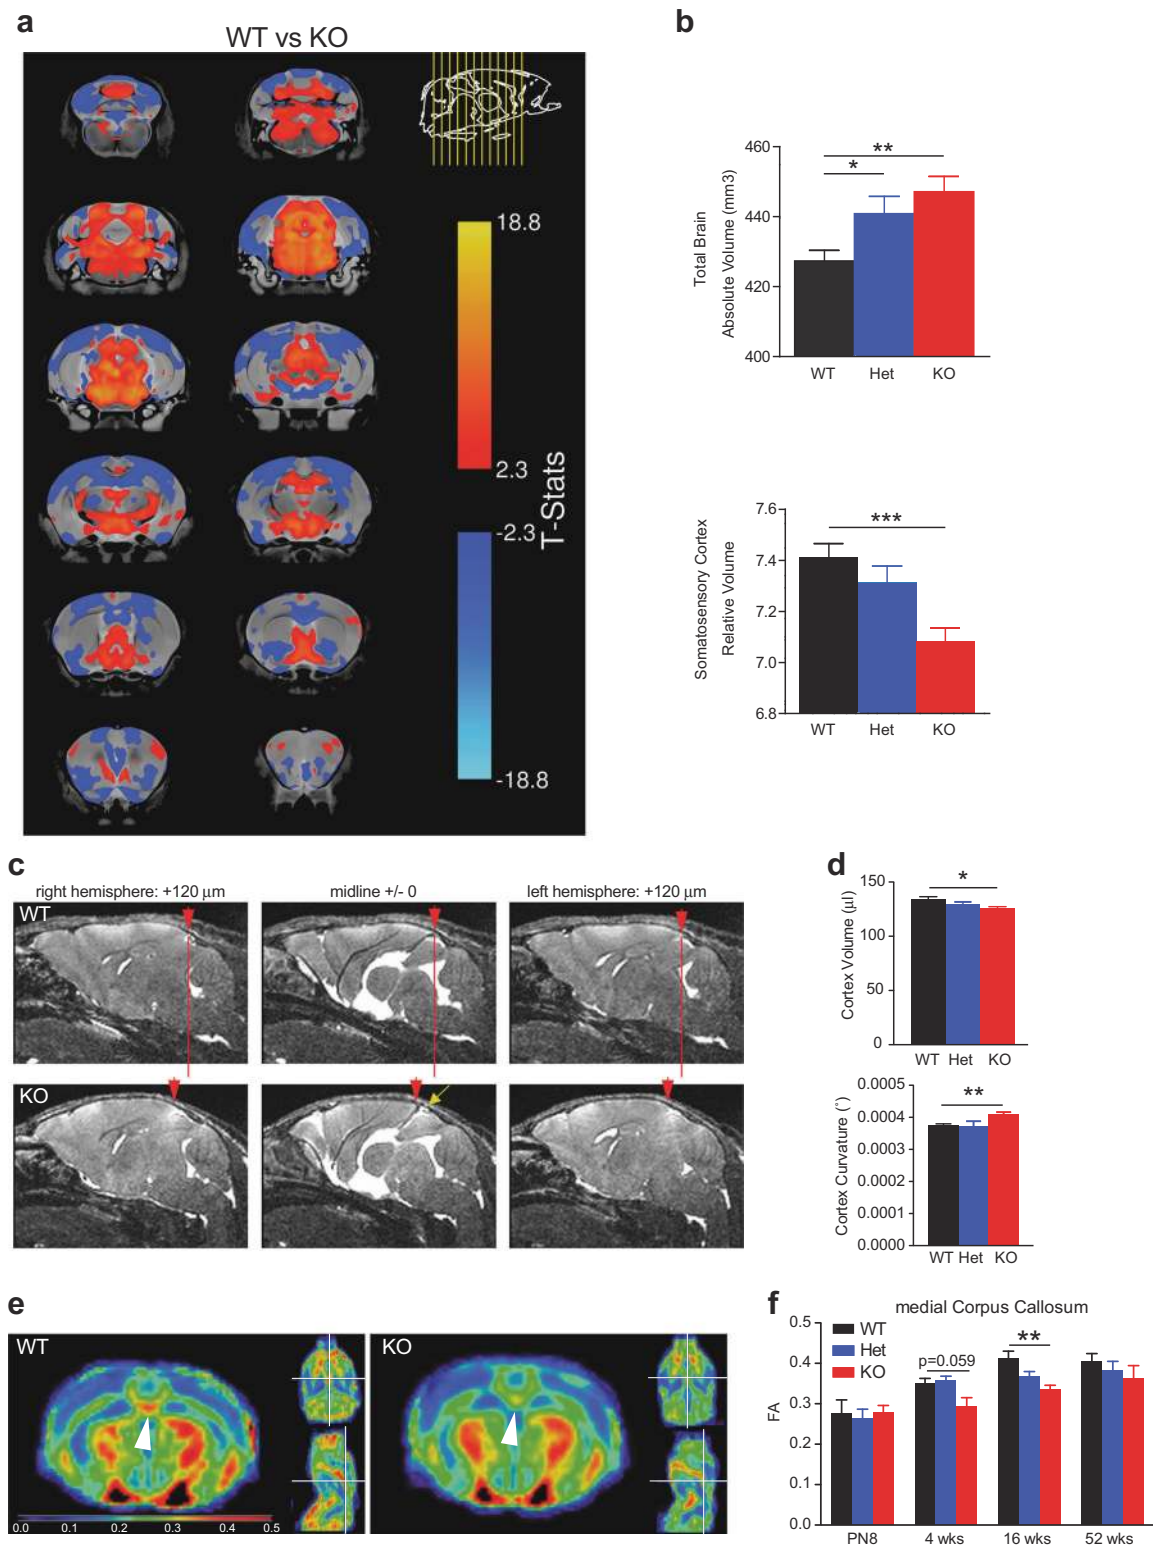 a
WT vs KO
18.8
2.3
-2.3
-18.8
T-Stats
b
Total Brain
Absolute Volume (mm3)
460
440
420
400
*
**
WT Het KO
Somatosensory Cortex
Relative Volume
7.6
7.4
7.2
7.0
6.8
***
WT Het KO
c
right hemisphere: +120 μm
midline +/- 0
left hemisphere: +120 μm
WT
KO
d
Cortex Volume (μl)
150
100
50
0
*
WT Het KO
Cortex Curvature (°)
0.0005
0.0004
0.0003
0.0002
0.0001
0.0000
**
WT Het KO
e
WT
KO
0.0 0.1 0.2 0.3 0.4 0.5
f
medial Corpus Callosum
FA
0.5
0.4
0.3
0.2
0.1
0.0
WT
Het
KO
p=0.059
**
PN8 4 wks 16 wks 52 wks